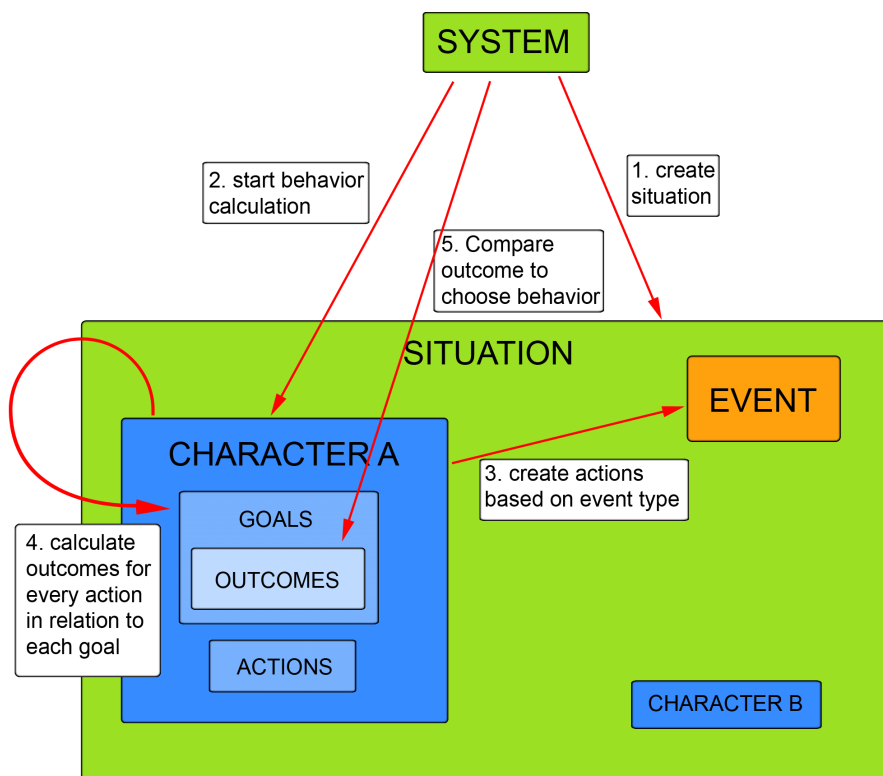 SYSTEM
2. start behavior
calculation
1. create
situation
5. Compare
outcome to
choose behavior
SITUATION
EVENT
CHARACTER A
3. create actions
based on event type
GOALS
OUTCOMES
4. calculate
outcomes for
every action
in relation to
each goal
ACTIONS
CHARACTER B